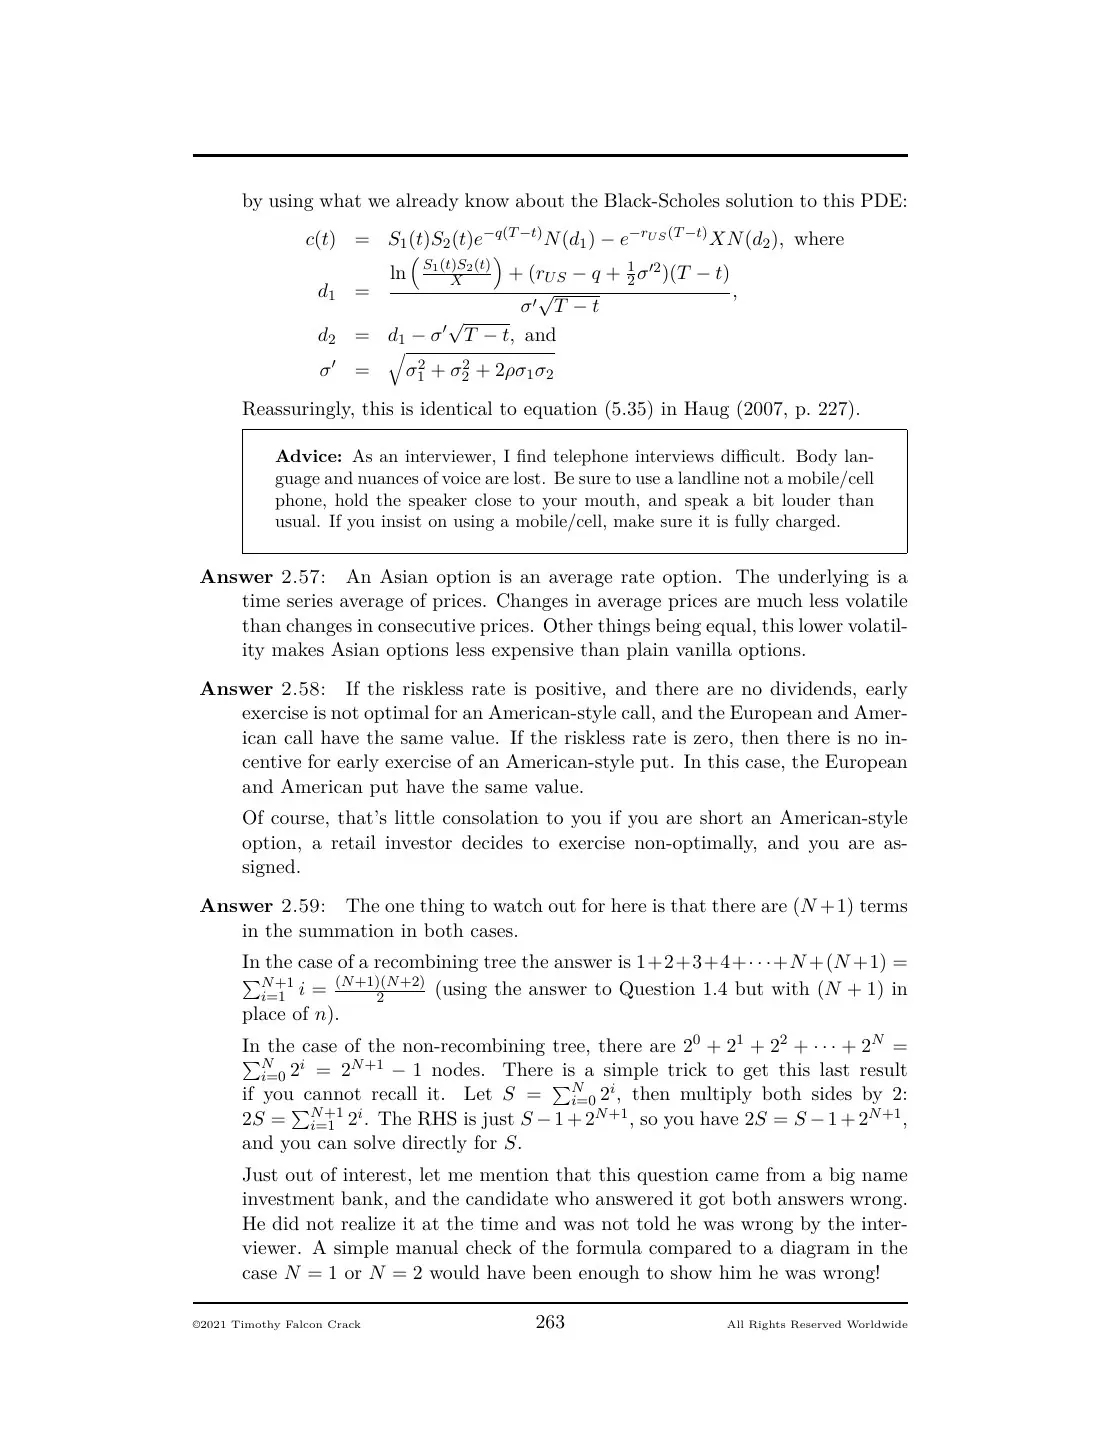 by using what we already know about the Black-Scholes solution to this PDE:
c(t) = S₁(t)S₂(t)e^{−q(T−t)}N(d₁) − e^{−r_{US}(T−t)}XN(d₂), where
d₁ = \frac{ln(\frac{S₁(t)S₂(t)}{X}) + (r_{US} − q + \frac{1}{2}σ′²)(T − t)}{σ′√(T − t)},
d₂ = d₁ − σ′√(T − t), and
σ′ = √(σ₁² + σ₂² + 2ρσ₁σ₂)
Reassuringly, this is identical to equation (5.35) in Haug (2007, p. 227).
Advice: As an interviewer, I find telephone interviews difficult. Body lan-
guage and nuances of voice are lost. Be sure to use a landline not a mobile/cell
phone, hold the speaker close to your mouth, and speak a bit louder than
usual. If you insist on using a mobile/cell, make sure it is fully charged.
Answer 2.57: An Asian option is an average rate option. The underlying is a
time series average of prices. Changes in average prices are much less volatile
than changes in consecutive prices. Other things being equal, this lower volatil-
ity makes Asian options less expensive than plain vanilla options.
Answer 2.58: If the riskless rate is positive, and there are no dividends, early
exercise is not optimal for an American-style call, and the European and Amer-
ican call have the same value. If the riskless rate is zero, then there is no in-
centive for early exercise of an American-style put. In this case, the European
and American put have the same value.
Of course, that's little consolation to you if you are short an American-style
option, a retail investor decides to exercise non-optimally, and you are as-
signed.
Answer 2.59: The one thing to watch out for here is that there are (N+1) terms
in the summation in both cases.
In the case of a recombining tree the answer is 1+2+3+4+···+N+(N+1) =
∑_{i=1}^{N+1} i = \frac{(N+1)(N+2)}{2} (using the answer to Question 1.4 but with (N + 1) in
place of n).
In the case of the non-recombining tree, there are 2⁰ + 2¹ + 2² + ··· + 2^N =
∑_{i=0}^{N} 2^i = 2^{N+1} − 1 nodes. There is a simple trick to get this last result
if you cannot recall it. Let S = ∑_{i=0}^{N} 2^i, then multiply both sides by 2:
2S = ∑_{i=1}^{N+1} 2^i. The RHS is just S − 1 + 2^{N+1}, so you have 2S = S − 1 + 2^{N+1},
and you can solve directly for S.
Just out of interest, let me mention that this question came from a big name
investment bank, and the candidate who answered it got both answers wrong.
He did not realize it at the time and was not told he was wrong by the inter-
viewer. A simple manual check of the formula compared to a diagram in the
case N = 1 or N = 2 would have been enough to show him he was wrong!
©2021 Timothy Falcon Crack 263 All Rights Reserved Worldwide